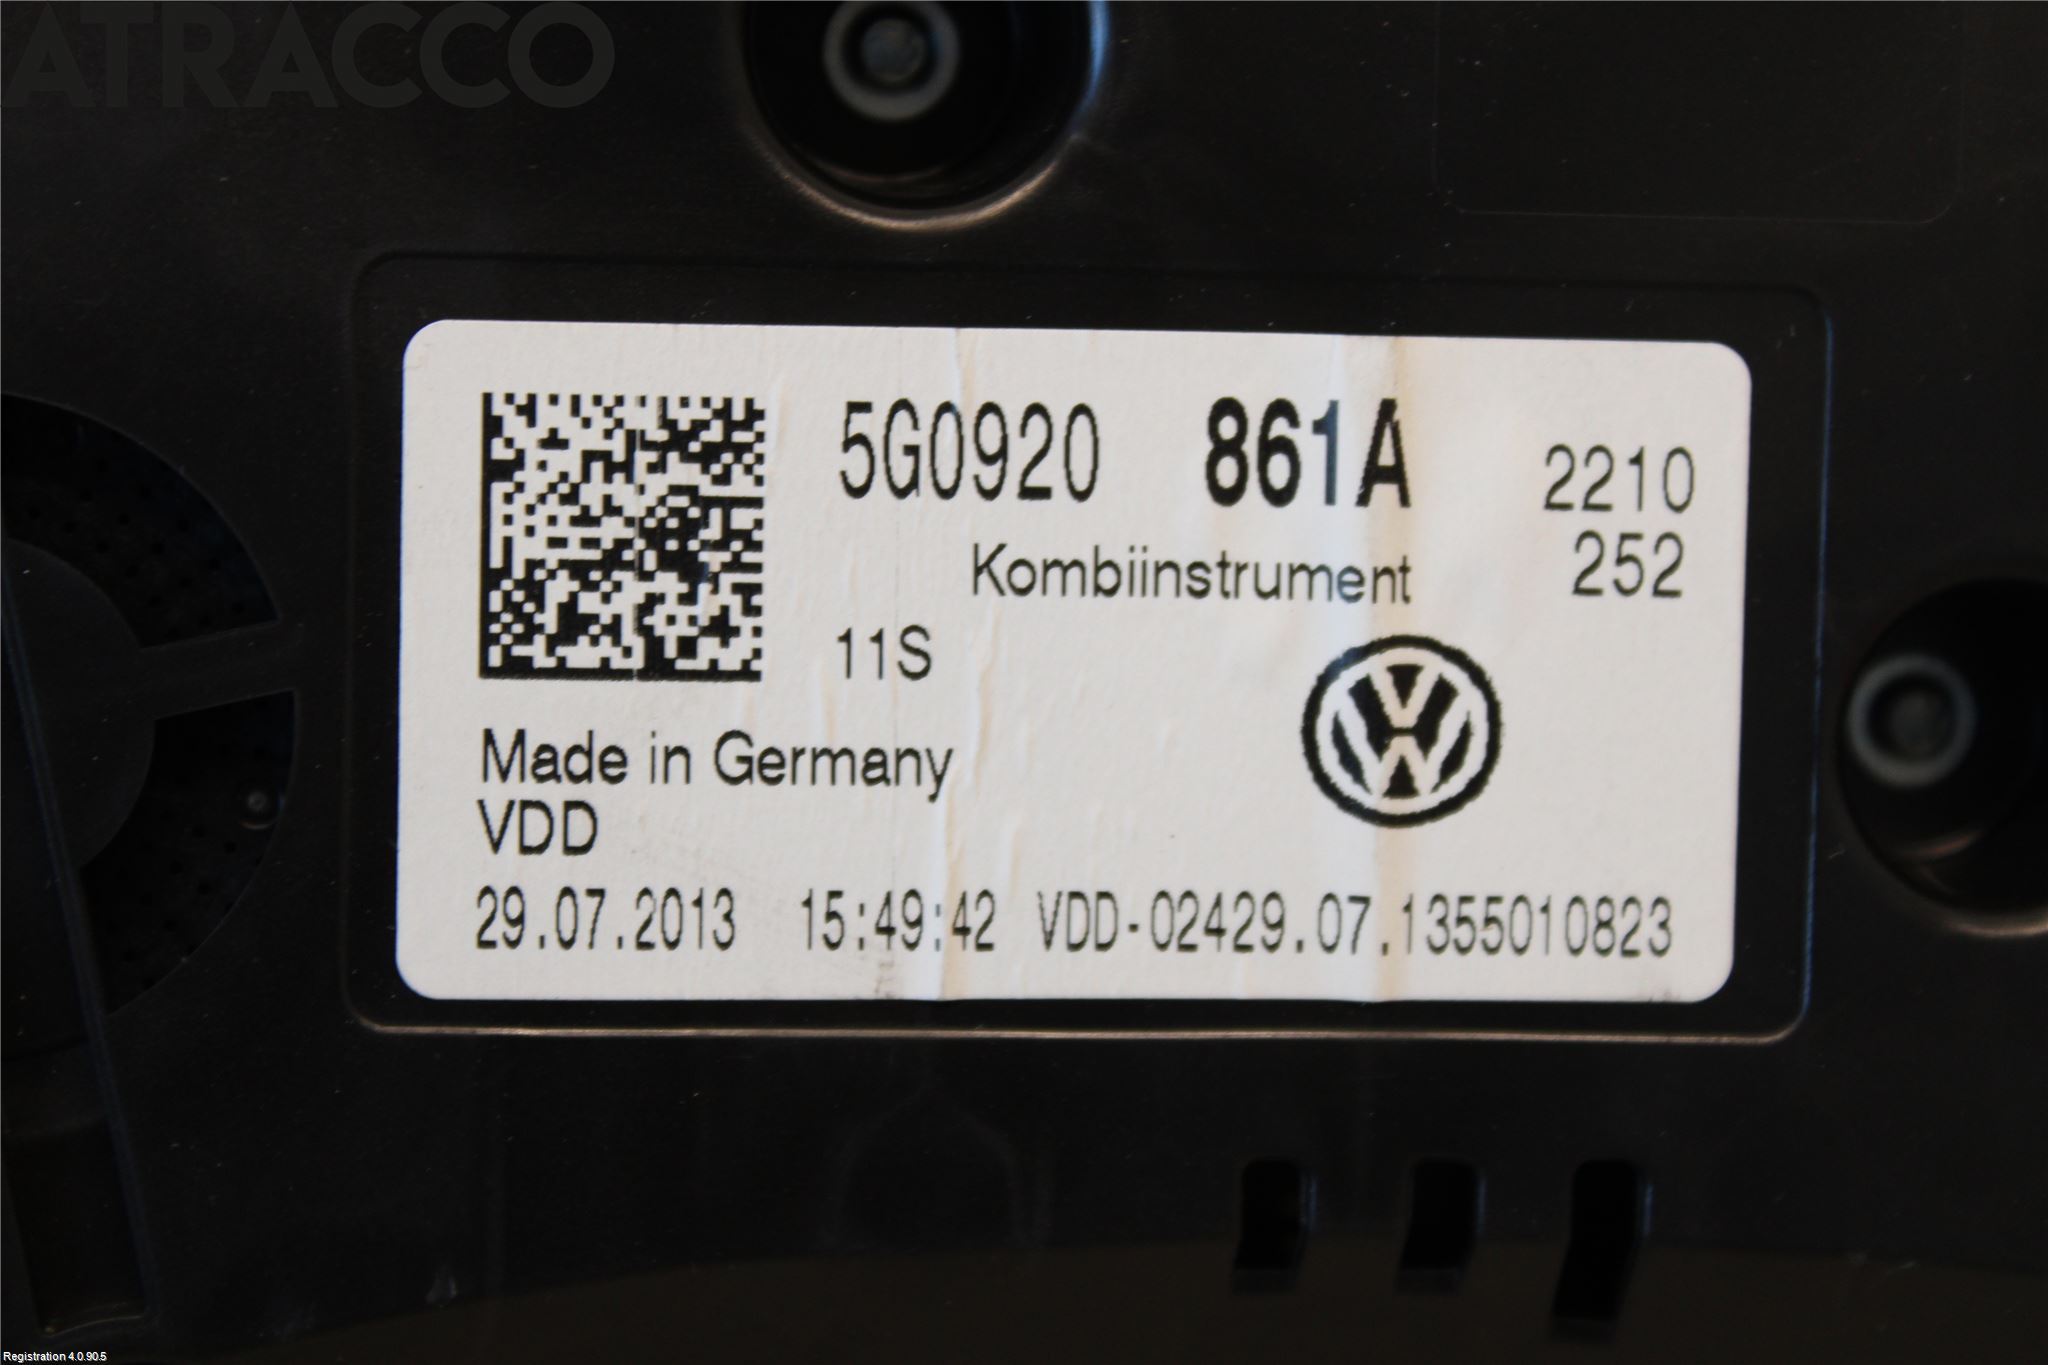 ATRACCO
5G0920 861A 2210
Kombiinstrument 252
11S
Made in Germany
VDD
29.07.2013 15:49:42 VDD-02429.07.1355010823
Registration 4.0.90.5